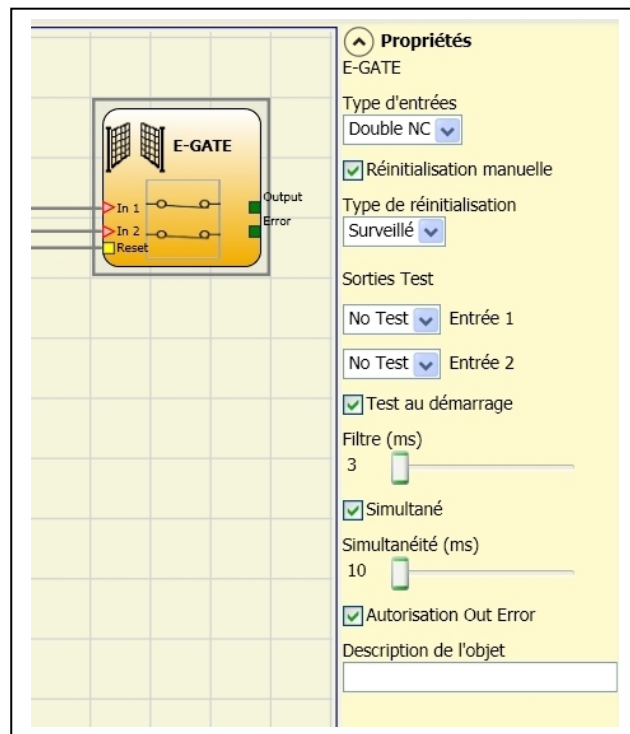 E-GATE
In 1
In 2
Reset
Output
Error
Propriétés
E-GATE
Type d'entrées
Double NC
Réinitialisation manuelle
Type de réinitialisation
Surveillé
Sorties Test
No Test Entrée 1
No Test Entrée 2
Test au démarrage
Filtre (ms)
3
Simultané
Simultanéité (ms)
10
Autorisation Out Error
Description de l'objet